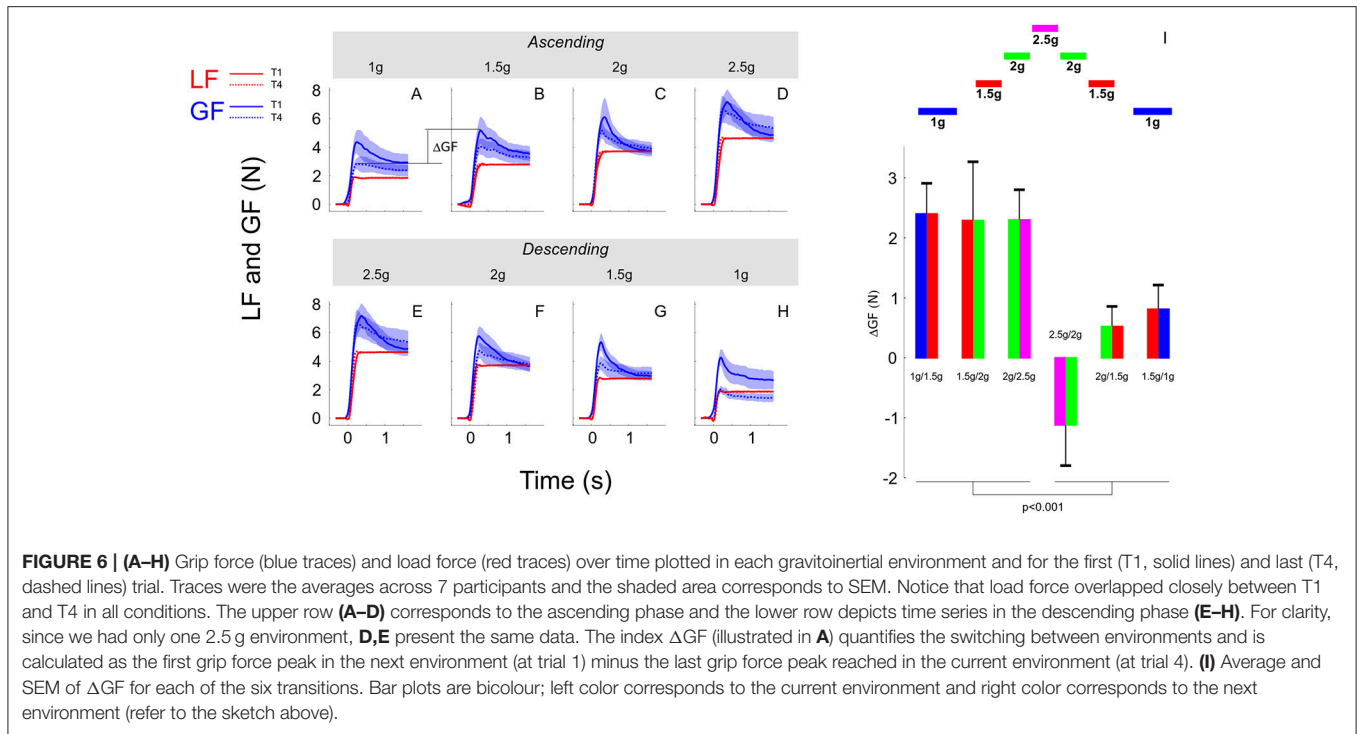 Ascending
1g 1.5g 2g 2.5g
LF T1
T4
GF T1
T4
A B C D
8
6
4
2
0
ΔGF
LF and GF (N)
Descending
2.5g 2g 1.5g 1g
E F G H
8
6
4
2
0
0 1 0 1 0 1 0 1
Time (s)
I
2.5g
2g 2g
1.5g 1.5g
1g 1g
3
2
1
0
-1
-2
ΔGF (N)
2.5g/2g
1g/1.5g 1.5g/2g 2g/2.5g 2g/1.5g 1.5g/1g
p<0.001
FIGURE 6 | (A–H) Grip force (blue traces) and load force (red traces) over time plotted in each gravitoinertial environment and for the first (T1, solid lines) and last (T4,
dashed lines) trial. Traces were the averages across 7 participants and the shaded area corresponds to SEM. Notice that load force overlapped closely between T1
and T4 in all conditions. The upper row (A–D) corresponds to the ascending phase and the lower row depicts time series in the descending phase (E–H). For clarity,
since we had only one 2.5 g environment, D,E present the same data. The index ΔGF (illustrated in A) quantifies the switching between environments and is
calculated as the first grip force peak in the next environment (at trial 1) minus the last grip force peak reached in the current environment (at trial 4). (I) Average and
SEM of ΔGF for each of the six transitions. Bar plots are bicolour; left color corresponds to the current environment and right color corresponds to the next
environment (refer to the sketch above).